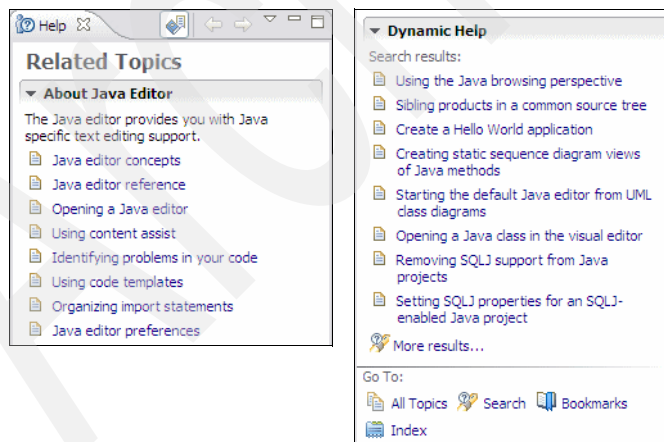 Help
Related Topics
About Java Editor
The Java editor provides you with Java
specific text editing support.
Java editor concepts
Java editor reference
Opening a Java editor
Using content assist
Identifying problems in your code
Using code templates
Organizing import statements
Java editor preferences
Dynamic Help
Search results:
Using the Java browsing perspective
Sibling products in a common source tree
Create a Hello World application
Creating static sequence diagram views
of Java methods
Starting the default Java editor from UML
class diagrams
Opening a Java class in the visual editor
Removing SQLJ support from Java
projects
Setting SQLJ properties for an SQLJ-
enabled Java project
More results...
Go To:
All Topics Search Bookmarks
Index